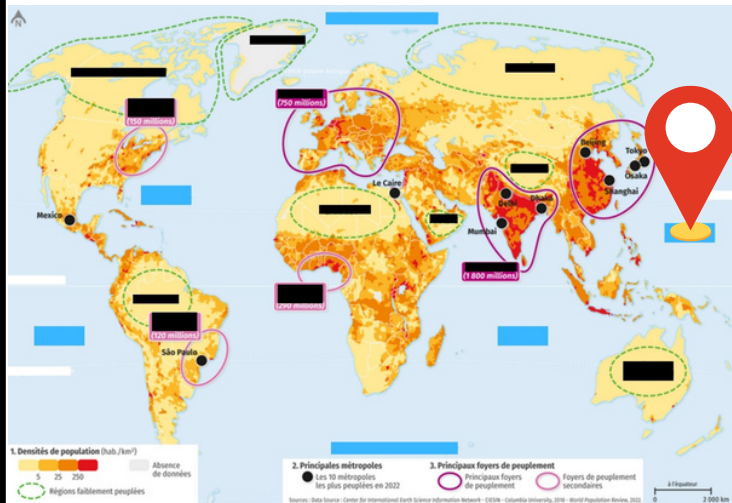 N
(150 millions)
(750 millions)
Beijing
Tokyo
Osaka
Shanghai
Le Caire
Delhi
Dhaka
Mexico
Mumbai
(1 800 millions)
(290 millions)
(120 millions)
São Paulo
1. Densités de population (hab./km²)
5 25 250
Absence
de données
Régions faiblement peuplées
2. Principales métropoles
Les 10 métropoles
les plus peuplées en 2022
3. Principaux foyers de peuplement
Principaux foyers
de peuplement
Foyers de peuplement
secondaires
à l'équateur
0 2 000 km
Sources : Data Source : Center for International Earth Science Information Network - CIESIN - Columbia University, 2018 - World Population Review, 2022.